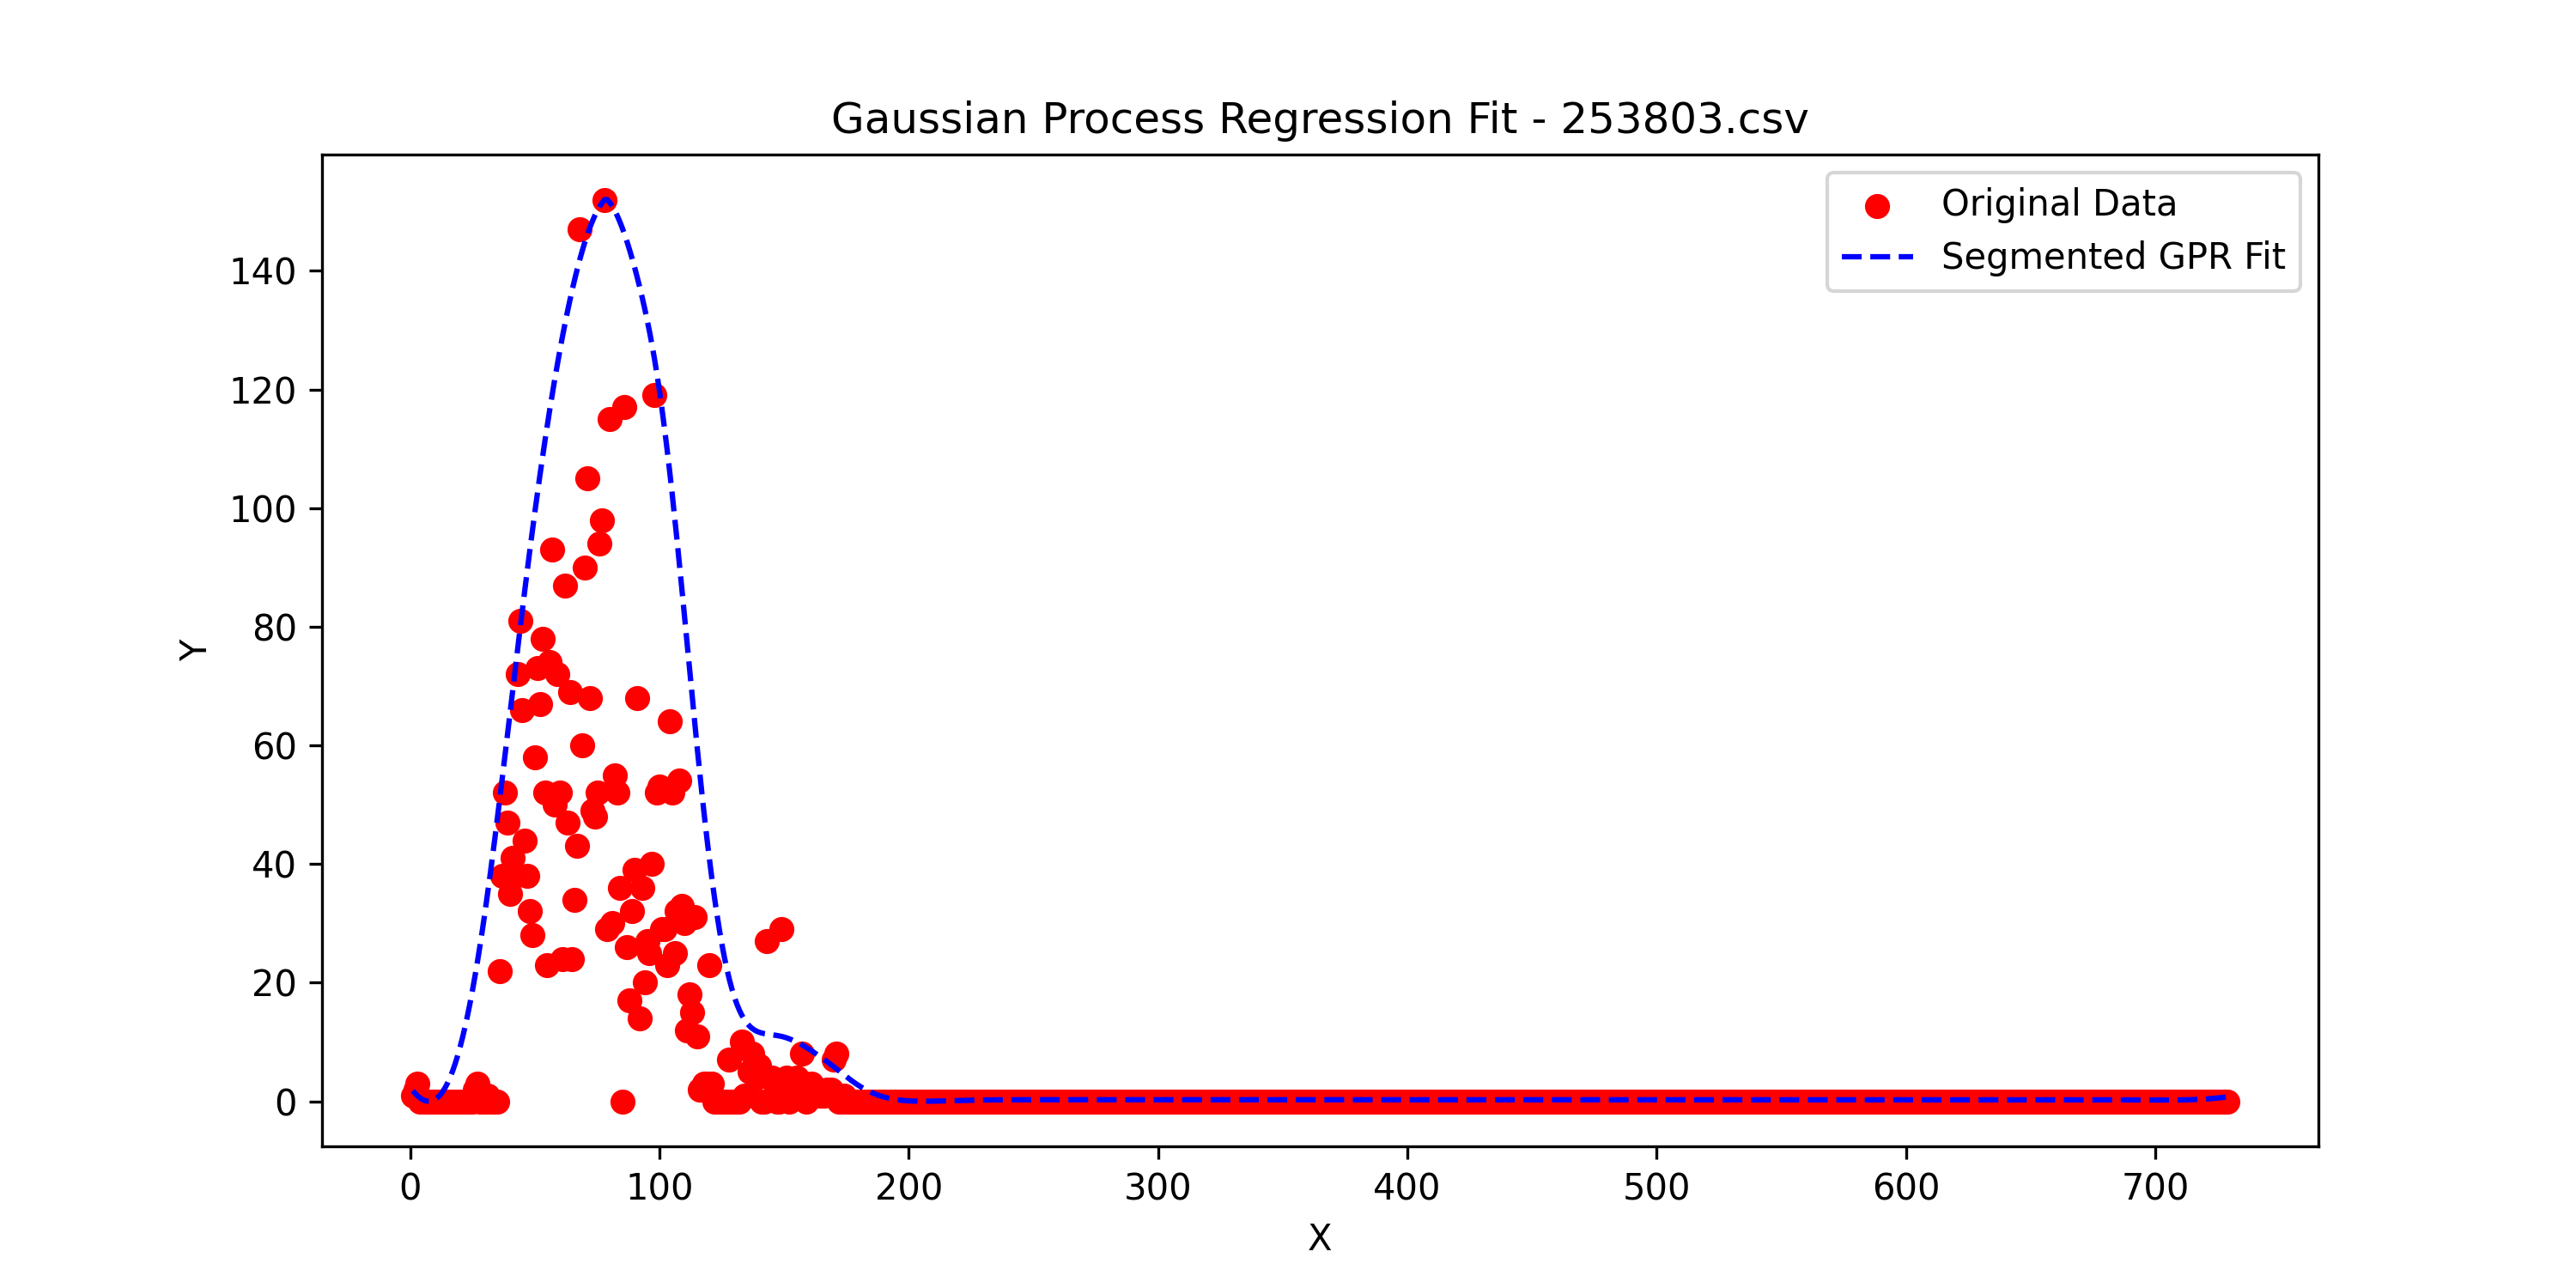 Gaussian Process Regression Fit - 253803.csv
Original Data
Segmented GPR Fit
140
120
100
80
60
40
20
0
Y
0 100 200 300 400 500 600 700
X